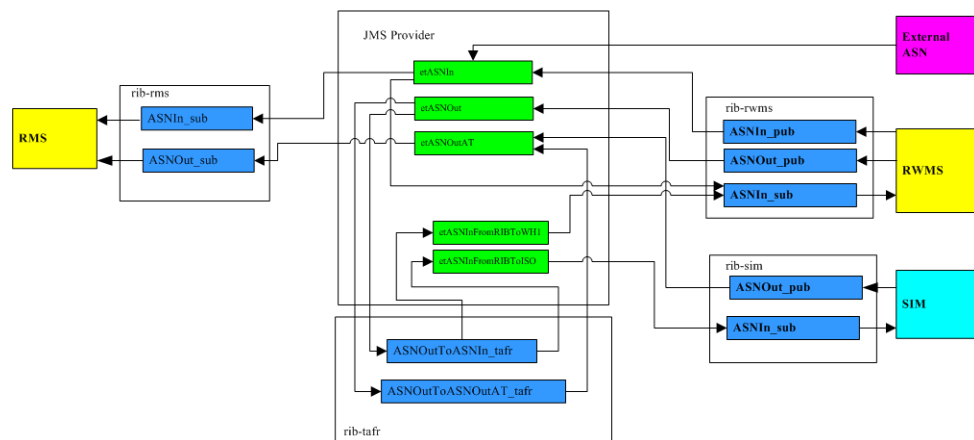 JMS Provider
External
ASN
etASNIn
rib-rms
ASNIn_sub
etASNOut
rib-rwms
RMS
etASNOutAT
ASNIn_pub
ASNOut_sub
ASNOut_pub
RWMS
ASNIn_sub
etASNInFromRIBToWH1
etASNInFromRIBToISO
rib-sim
ASNOut_pub
SIM
ASNIn_sub
ASNOutToASNIn_tafr
ASNOutToASNOutAT_tafr
rib-tafr